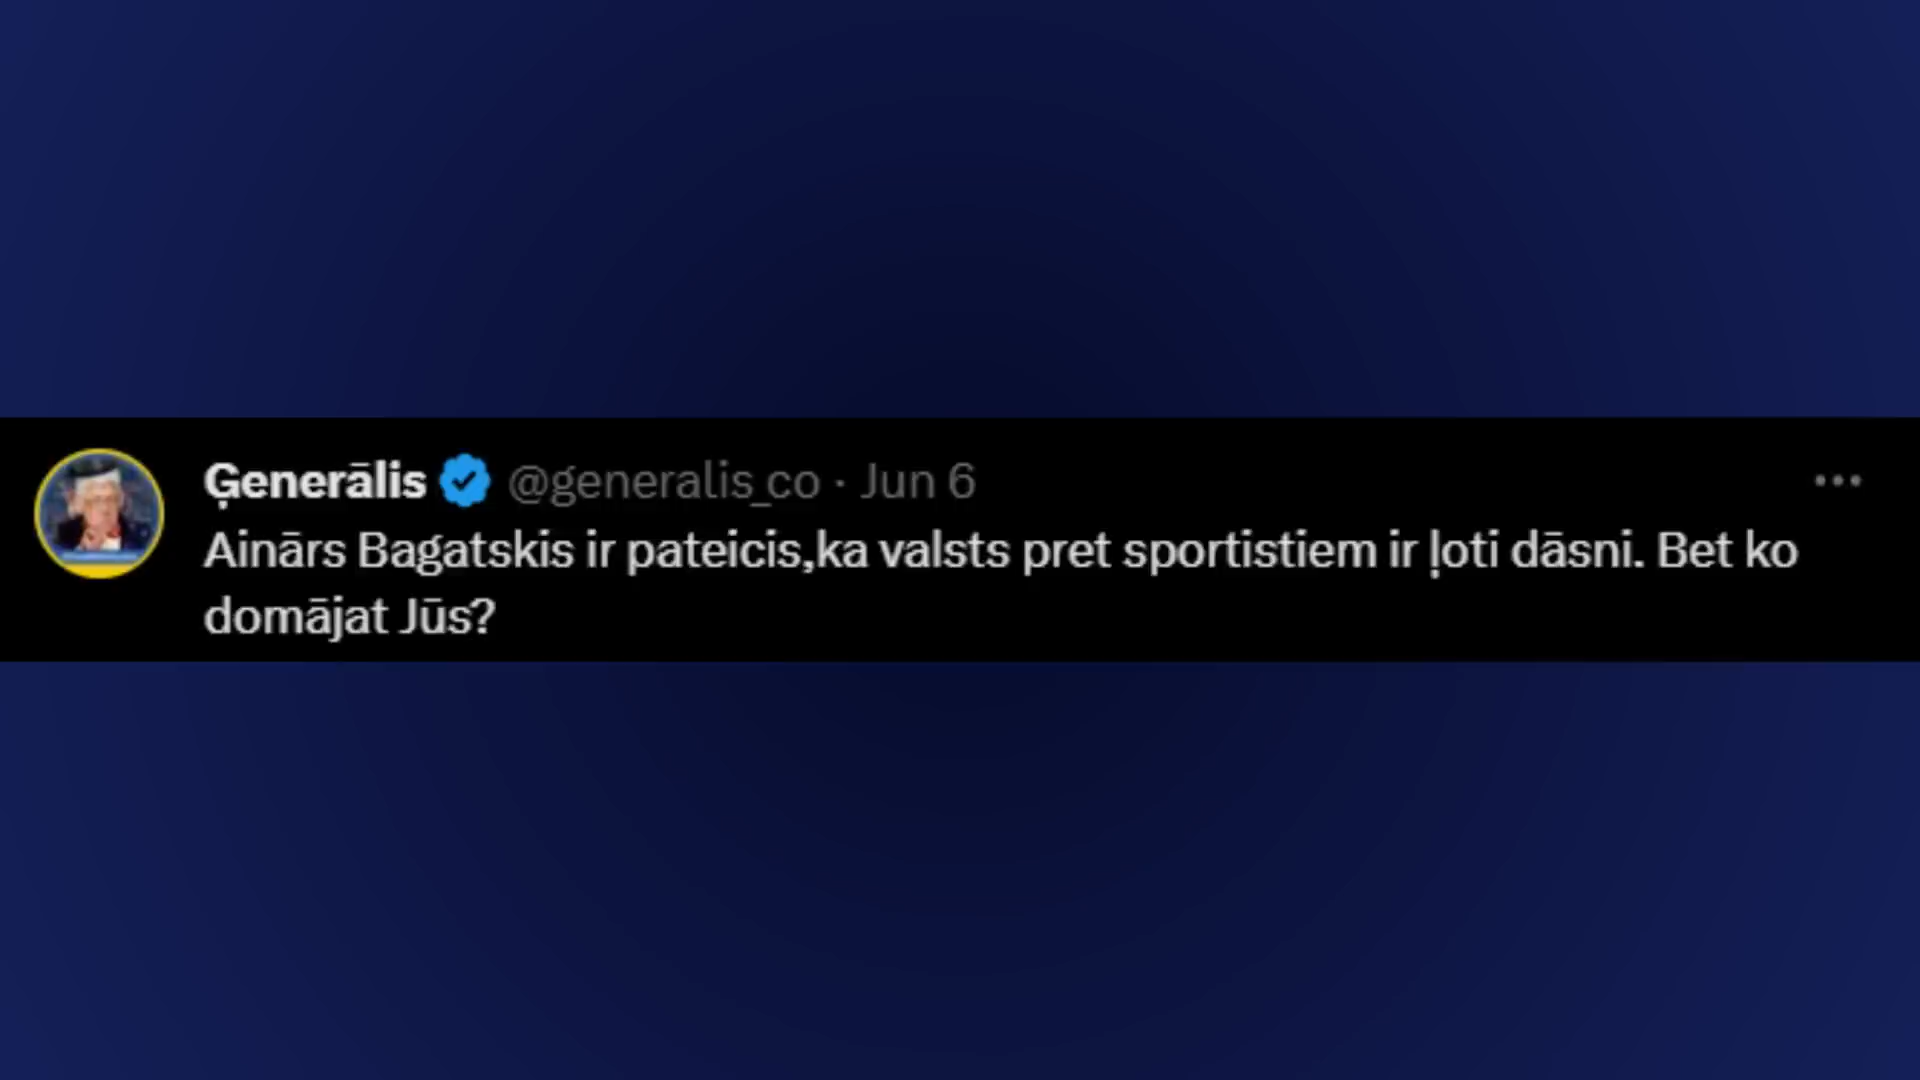 Ģenerālis @generalis_co · Jun 6
Ainārs Bagatskis ir pateicis,ka valsts pret sportistiem ir ļoti dāsni. Bet ko
domājat Jūs?